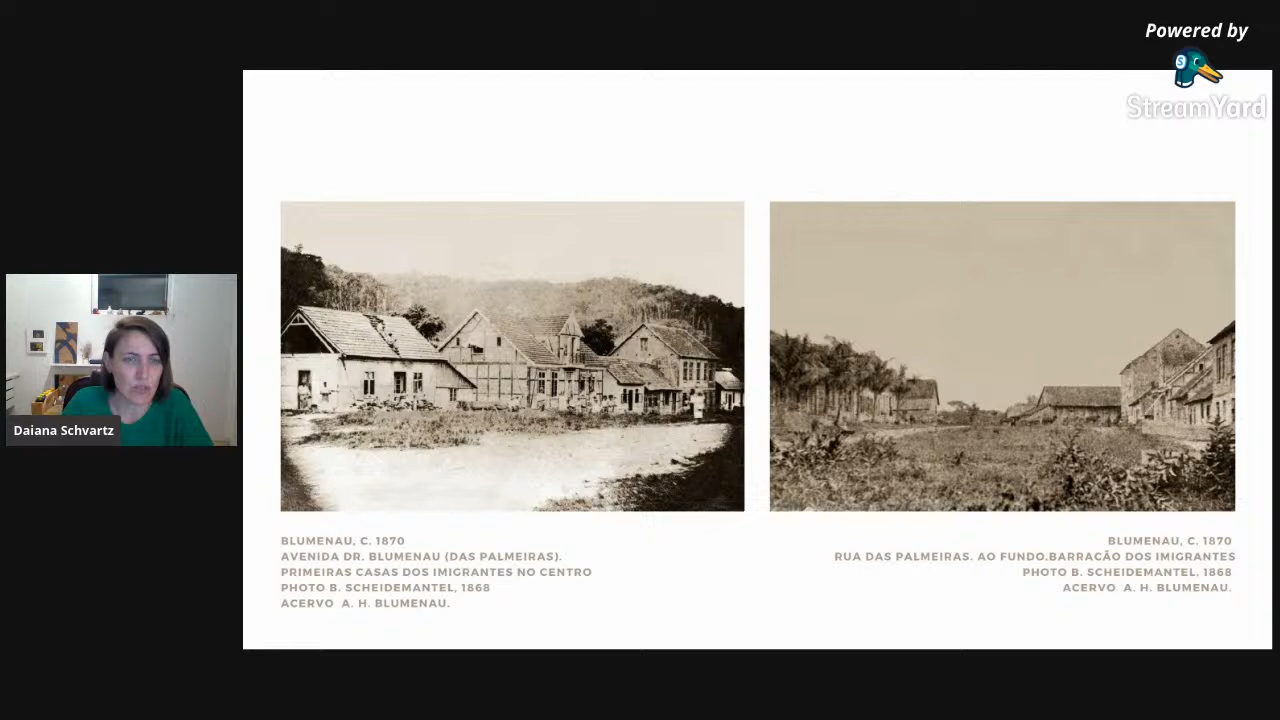 Powered by
StreamYard
Daiana Schvartz
BLUMENAU, C. 1870
AVENIDA DR. BLUMENAU (DAS PALMEIRAS).
PRIMEIRAS CASAS DOS IMIGRANTES NO CENTRO
PHOTO B. SCHEIDEMANTEL, 1868
ACERVO A. H. BLUMENAU.
BLUMENAU, C. 1870
RUA DAS PALMEIRAS. AO FUNDO.BARRACÃO DOS IMIGRANTES
PHOTO B. SCHEIDEMANTEL, 1868
ACERVO A. H. BLUMENAU.